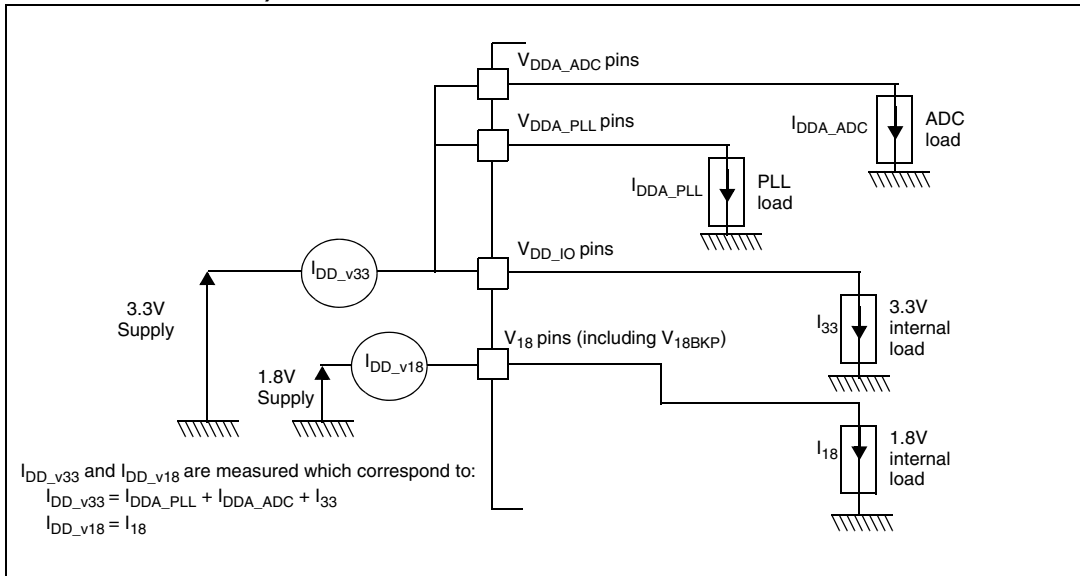 V_DDA_ADC pins
I_DDA_ADC
ADC
load
V_DDA_PLL pins
I_DDA_PLL
PLL
load
V_DD_IO pins
I_DD_v33
3.3V
Supply
I_33
3.3V
internal
load
V_18 pins (including V_18BKP)
I_DD_v18
1.8V
Supply
I_18
1.8V
internal
load
I_DD_v33 and I_DD_v18 are measured which correspond to:
I_DD_v33 = I_DDA_PLL + I_DDA_ADC + I_33
I_DD_v18 = I_18